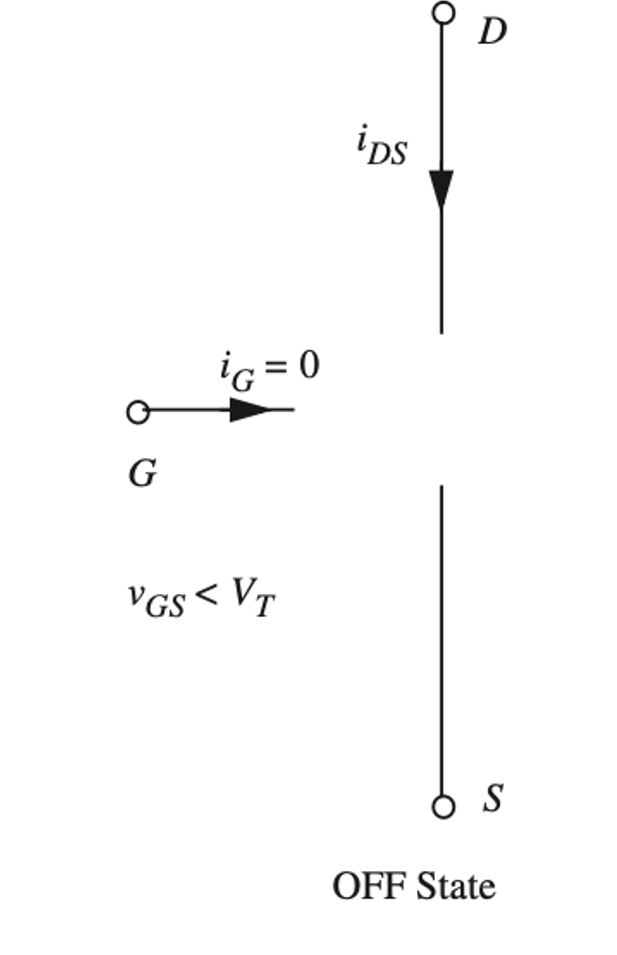 D
iDS
iG = 0
G
vGS < VT
S
OFF State